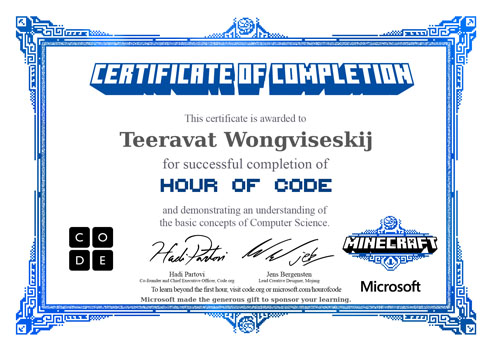 CERTIFICATE OF COMPLETION
This certificate is awarded to
Teeravat Wongviseskij
for successful completion of
HOUR OF CODE
and demonstrating an understanding of
the basic concepts of Computer Science.
C O
D E
Hadi Partovi
Hadi Partovi
Co-founder and Chief Executive Officer, Code.org
Jens Bergensten
Lead Creative Designer, Mojang
MINECRAFT
Microsoft
To learn beyond the first hour, visit code.org or microsoft.com/hourofcode
Microsoft made the generous gift to sponsor your learning.